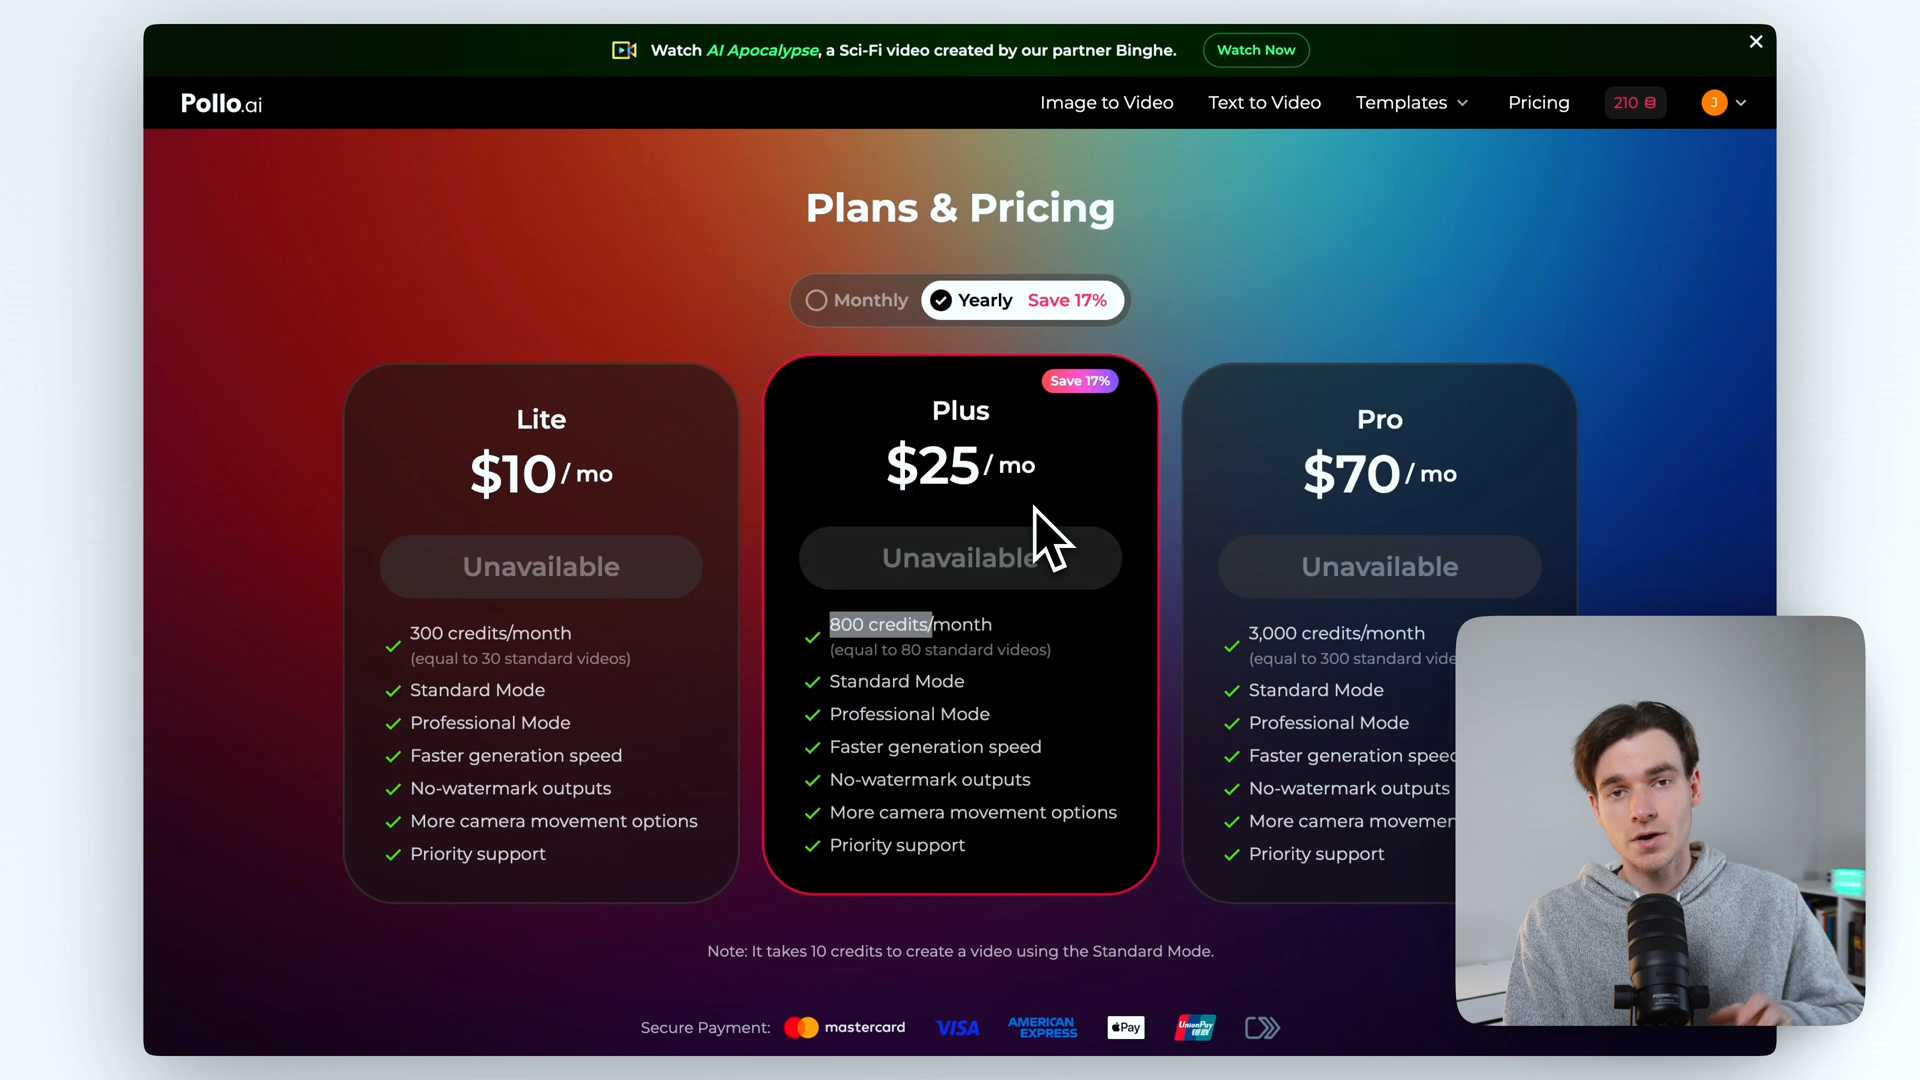 Watch AI Apocalypse, a Sci-Fi video created by our partner Binghe.
Watch Now
Pollo.ai
Image to Video
Text to Video
Templates
Pricing
210
J
Plans & Pricing
Monthly
Yearly
Save 17%
Lite
$10 / mo
Unavailable
300 credits/month
(equal to 30 standard videos)
Standard Mode
Professional Mode
Faster generation speed
No-watermark outputs
More camera movement options
Priority support
Save 17%
Plus
$25 / mo
Unavailable
800 credits/month
(equal to 80 standard videos)
Standard Mode
Professional Mode
Faster generation speed
No-watermark outputs
More camera movement options
Priority support
Pro
$70 / mo
Unavailable
3,000 credits/month
(equal to 300 standard vide
Standard Mode
Professional Mode
Faster generation speed
No-watermark outputs
More camera movemen
Priority support
Note: It takes 10 credits to create a video using the Standard Mode.
Secure Payment:
mastercard
VISA
AMERICAN EXPRESS
Pay
UnionPay
银联